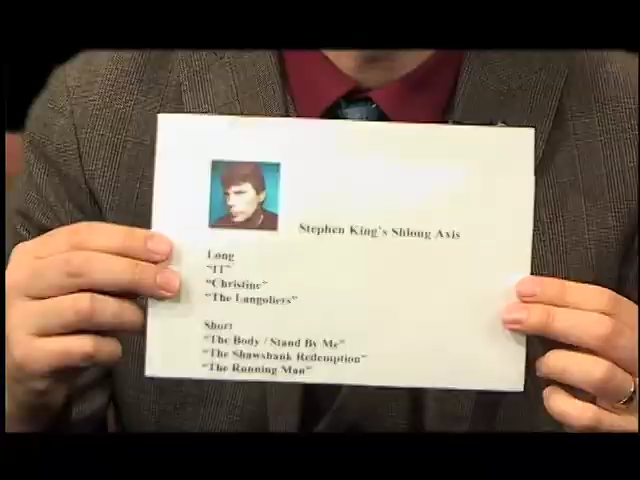 Stephen King's Shlong Axis
Long
"IT"
"Christine"
"The Langoliers"
Short
"The Body / Stand By Me"
"The Shawshank Redemption"
"The Running Man"